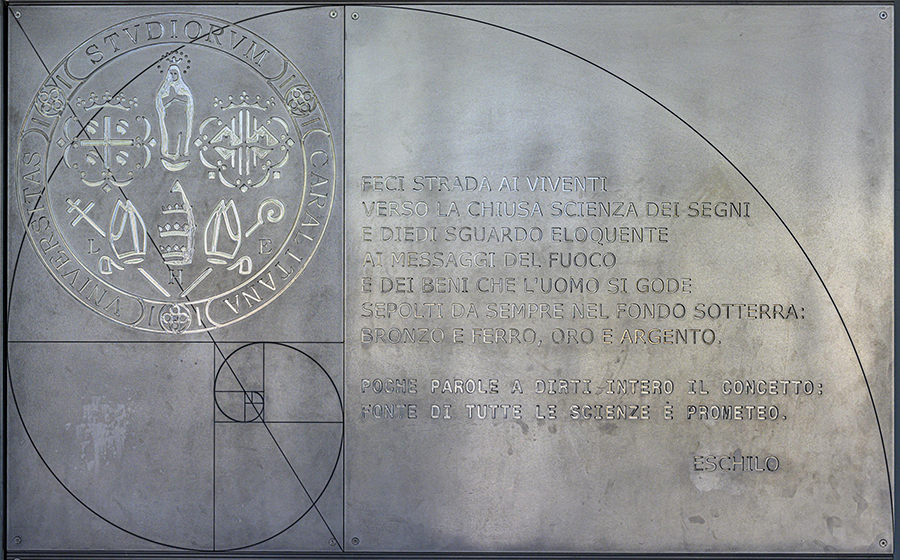 STVDIORVM
VNIVERSITAS
CARALITANA
L H E
FECI STRADA AI VIVENTI
VERSO LA CHIUSA SCIENZA DEI SEGNI
E DIEDI SGUARDO ELOQUENTE
AI MESSAGGI DEL FUOCO
E DEI BENI CHE L'UOMO SI GODE
SEPOLTI DA SEMPRE NEL FONDO SOTTERRA:
BRONZO E FERRO, ORO E ARGENTO.
POCHE PAROLE A DIRTI INTERO IL CONCETTO:
FONTE DI TUTTE LE SCIENZE È PROMETEO.
ESCHILO